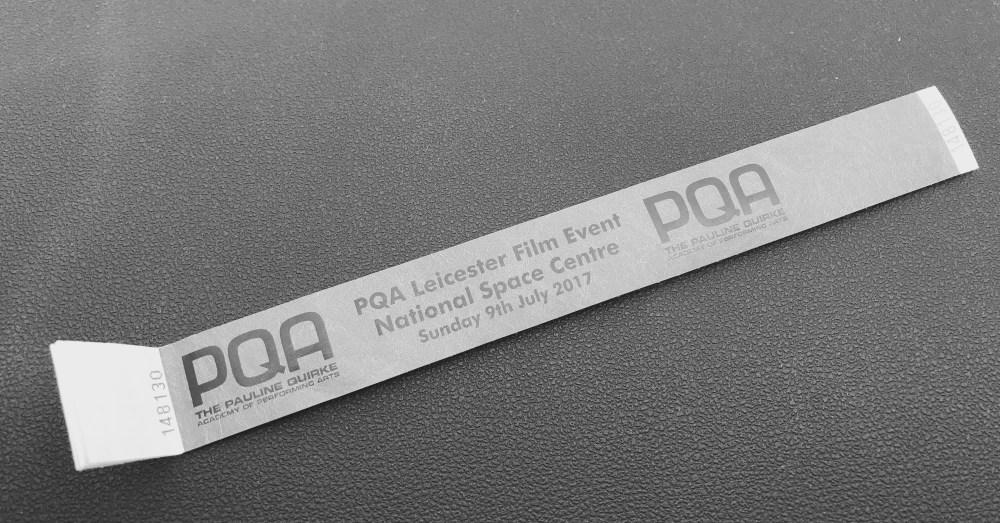 148130
PQA
THE PAULINE QUIRKE
ACADEMY OF PERFORMING ARTS
PQA Leicester Film Event
National Space Centre
Sunday 9th July 2017
PQA
THE PAULINE QUIRKE
ACADEMY OF PERFORMING ARTS